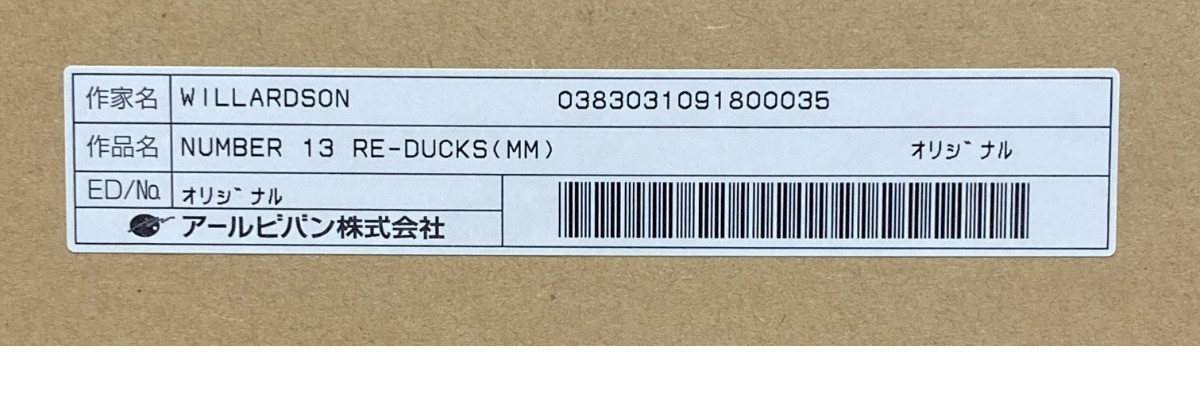 作家名 WILLARDSON 0383031091800035
作品名 NUMBER 13 RE-DUCKS(MM) オリジナル
ED/No. オリジナル
アールビバン株式会社